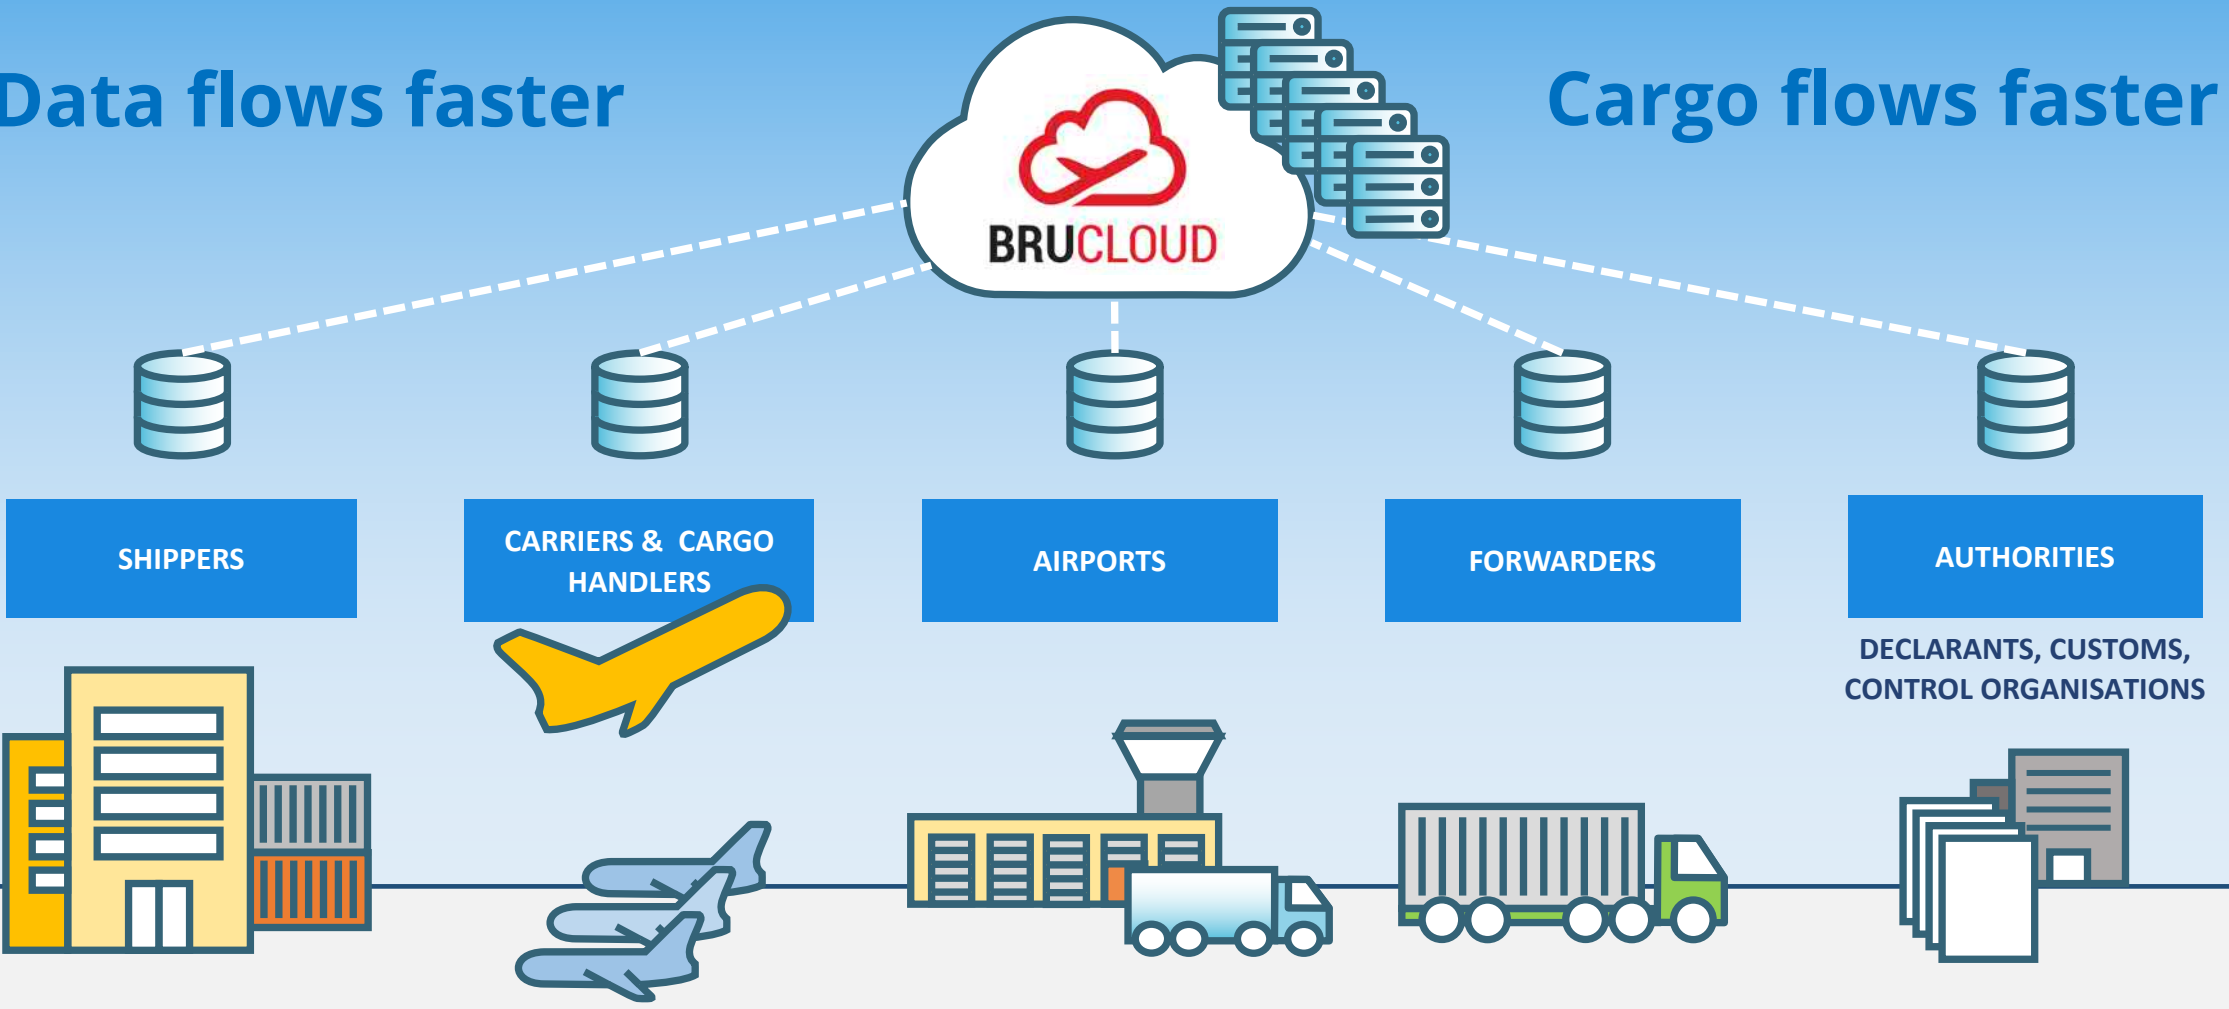 Data flows faster
Cargo flows faster
BRUCLOUD
SHIPPERS
CARRIERS & CARGO
HANDLERS
AIRPORTS
FORWARDERS
AUTHORITIES
DECLARANTS, CUSTOMS,
CONTROL ORGANISATIONS